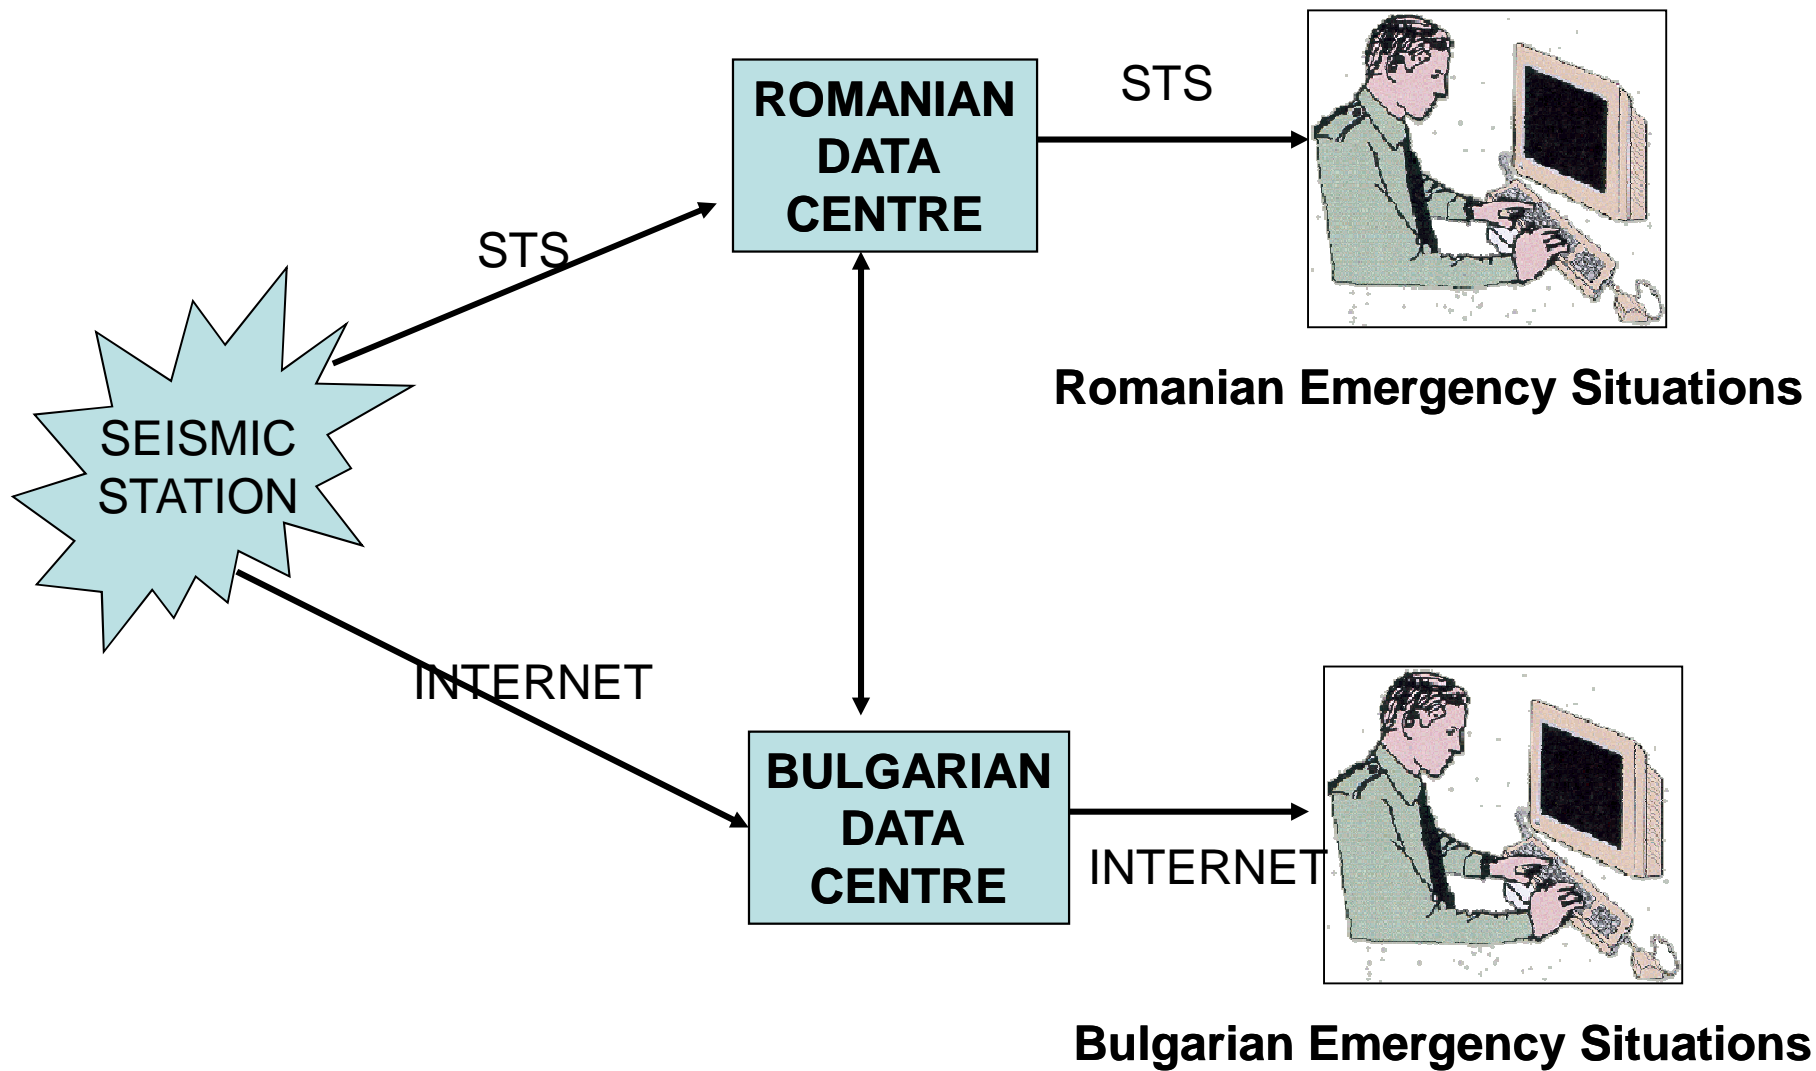 ROMANIAN
DATA
CENTRE
STS
STS
Romanian Emergency Situations
SEISMIC
STATION
INTERNET
BULGARIAN
DATA
CENTRE
INTERNET
Bulgarian Emergency Situations